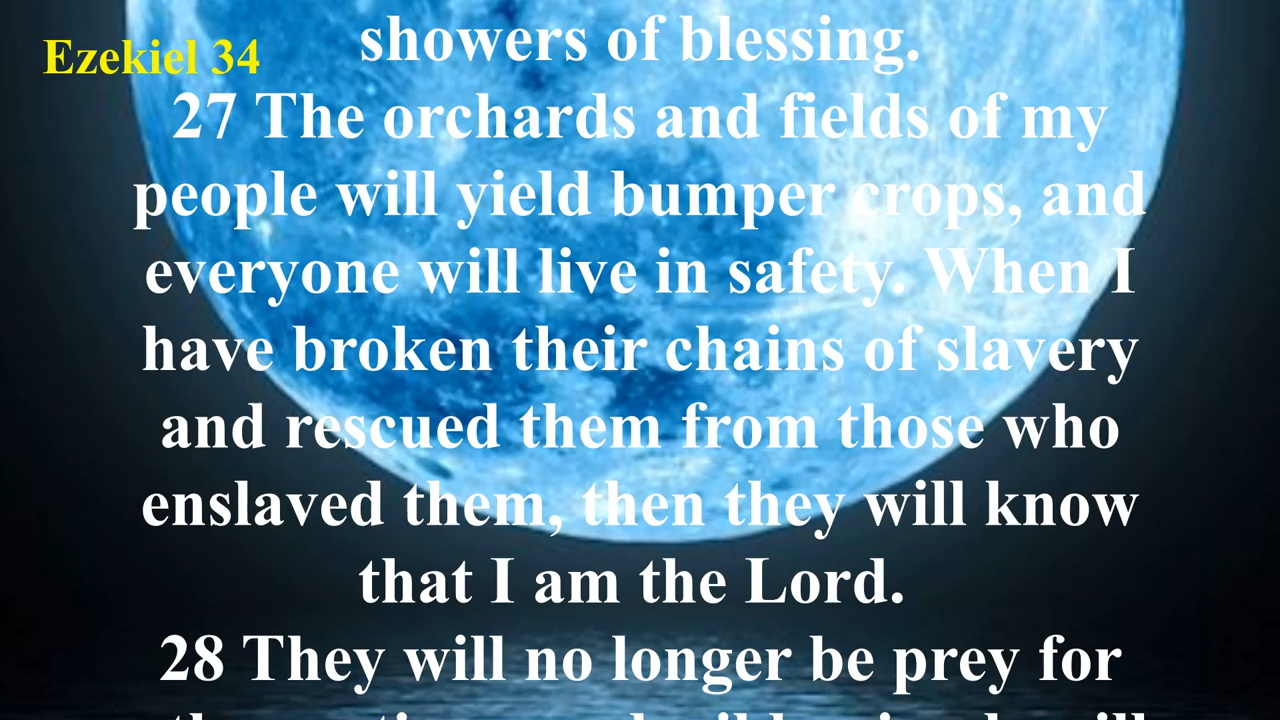 Ezekiel 34
showers of blessing.
27 The orchards and fields of my
people will yield bumper crops, and
everyone will live in safety. When I
have broken their chains of slavery
and rescued them from those who
enslaved them, then they will know
that I am the Lord.
28 They will no longer be prey for